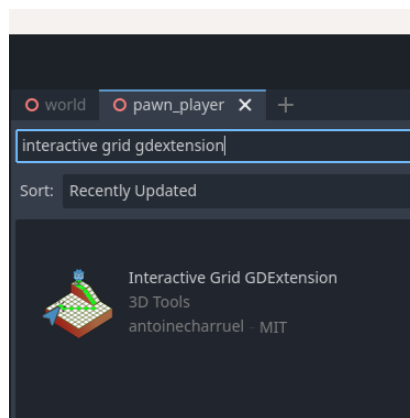 world pawn_player
interactive grid gdextension
Sort: Recently Updated
Interactive Grid GDExtension
3D Tools
antoinecharruel - MIT